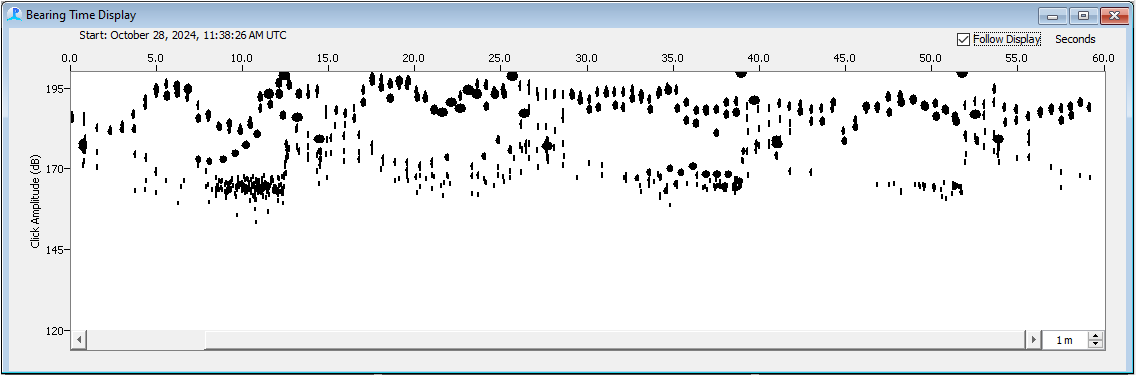 Bearing Time Display
Start: October 28, 2024, 11:38:26 AM UTC
Follow Display Seconds
0.0 5.0 10.0 15.0 20.0 25.0 30.0 35.0 40.0 45.0 50.0 55.0 60.0
195
170
145
120
Click Amplitude (dB)
1 m